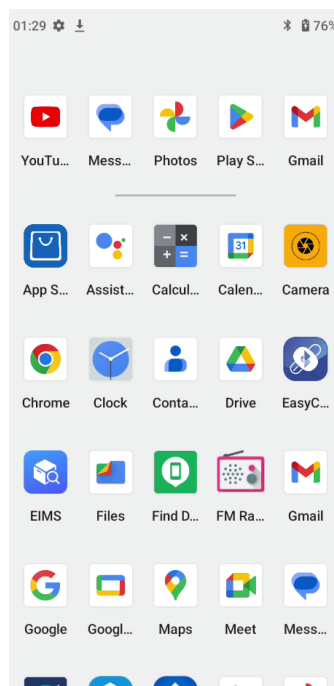 01:29 76%
YouTu... Mess... Photos Play S... Gmail
31
App S... Assist... Calcul... Calen... Camera
Chrome Clock Conta... Drive EasyC...
EIMS Files Find D... FM Ra... Gmail
Google Googl... Maps Meet Mess...